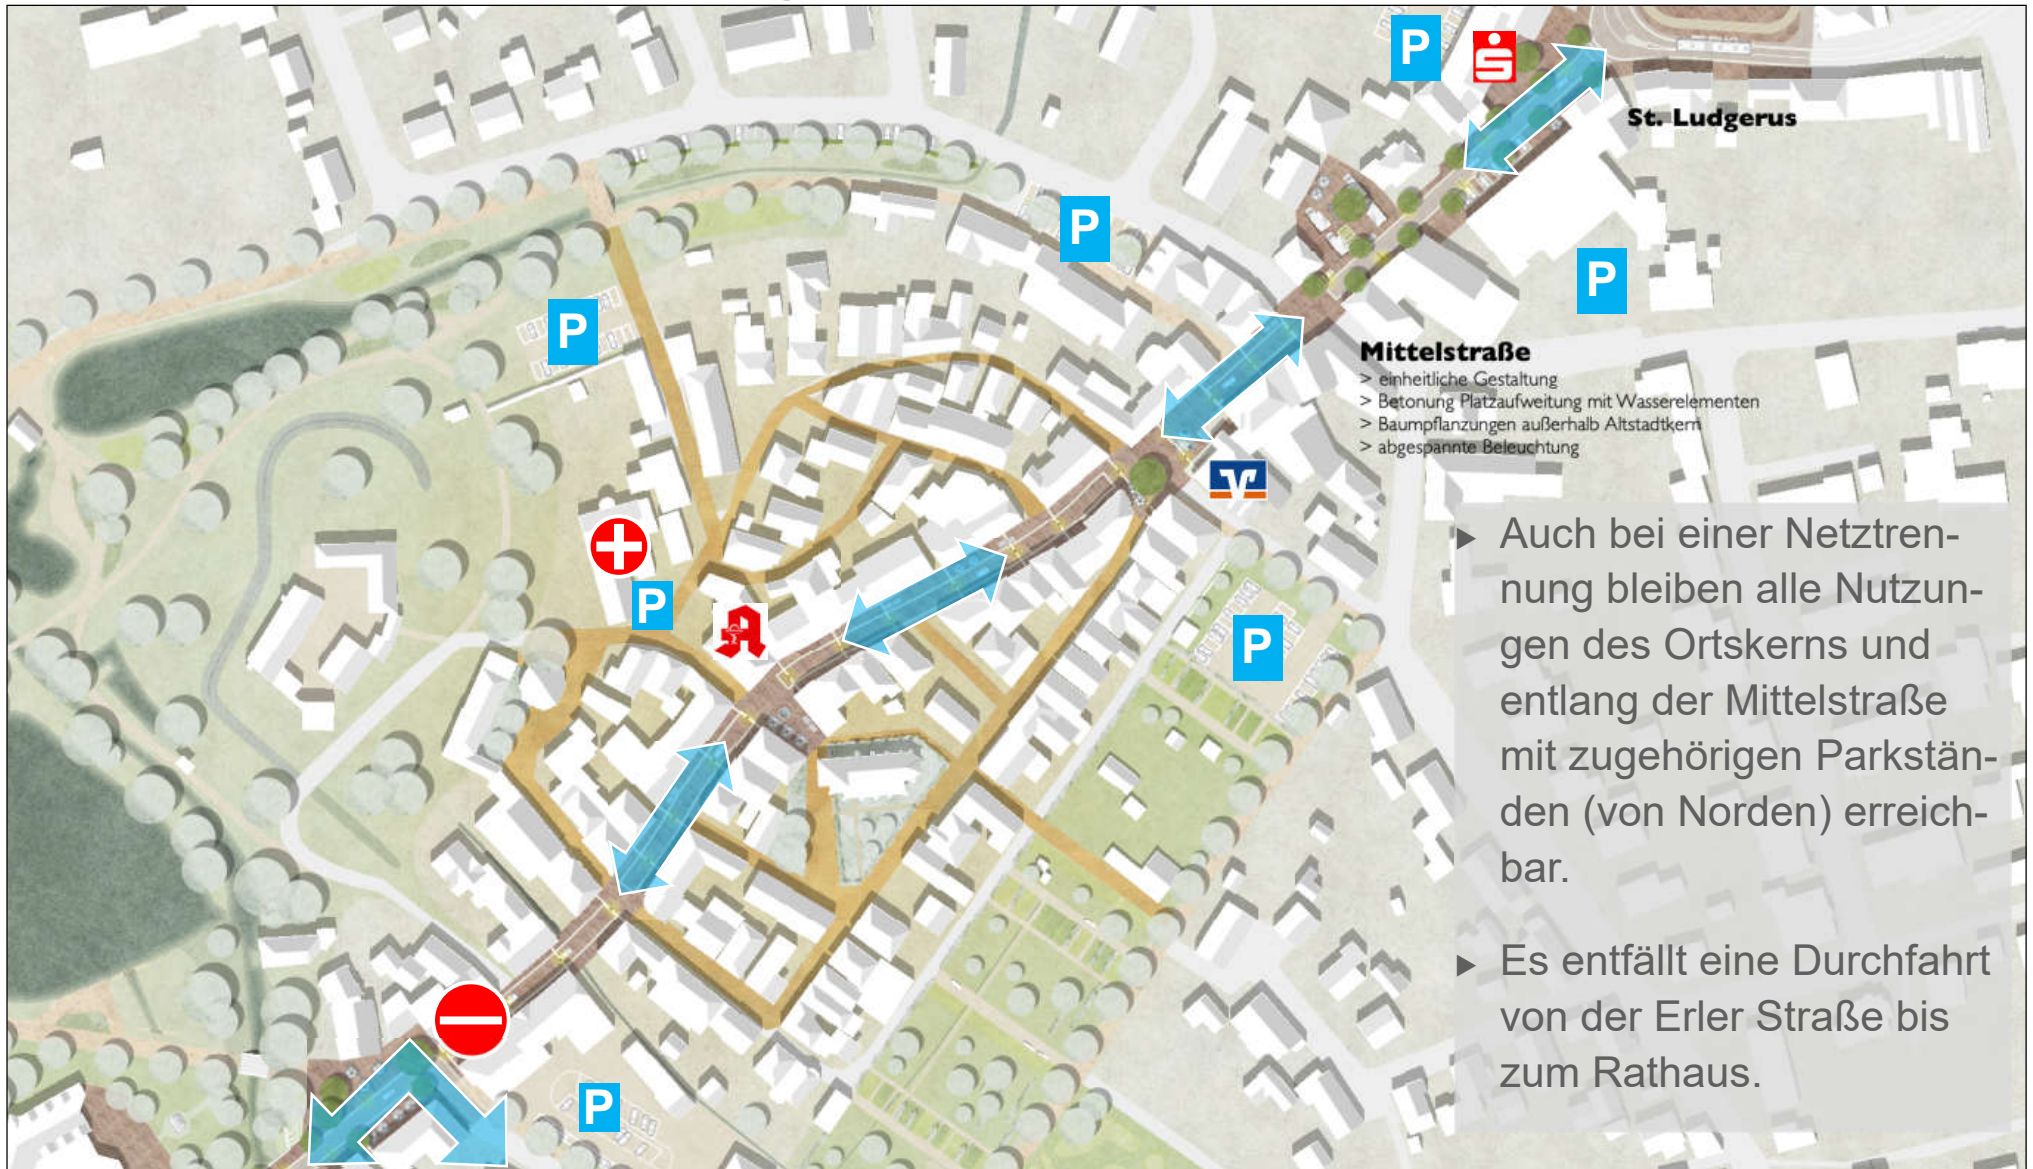 P
St. Ludgerus
P
P
P
Mittelstraße
> einheitliche Gestaltung
> Betonung Platzaufweitung mit Wasserelementen
> Baumpflanzungen außerhalb Altstadtkern
> abgespannte Beleuchtung
P
P
P
► Auch bei einer Netztren-
nung bleiben alle Nutzun-
gen des Ortskerns und
entlang der Mittelstraße
mit zugehörigen Parkstän-
den (von Norden) erreich-
bar.
► Es entfällt eine Durchfahrt
von der Erler Straße bis
zum Rathaus.